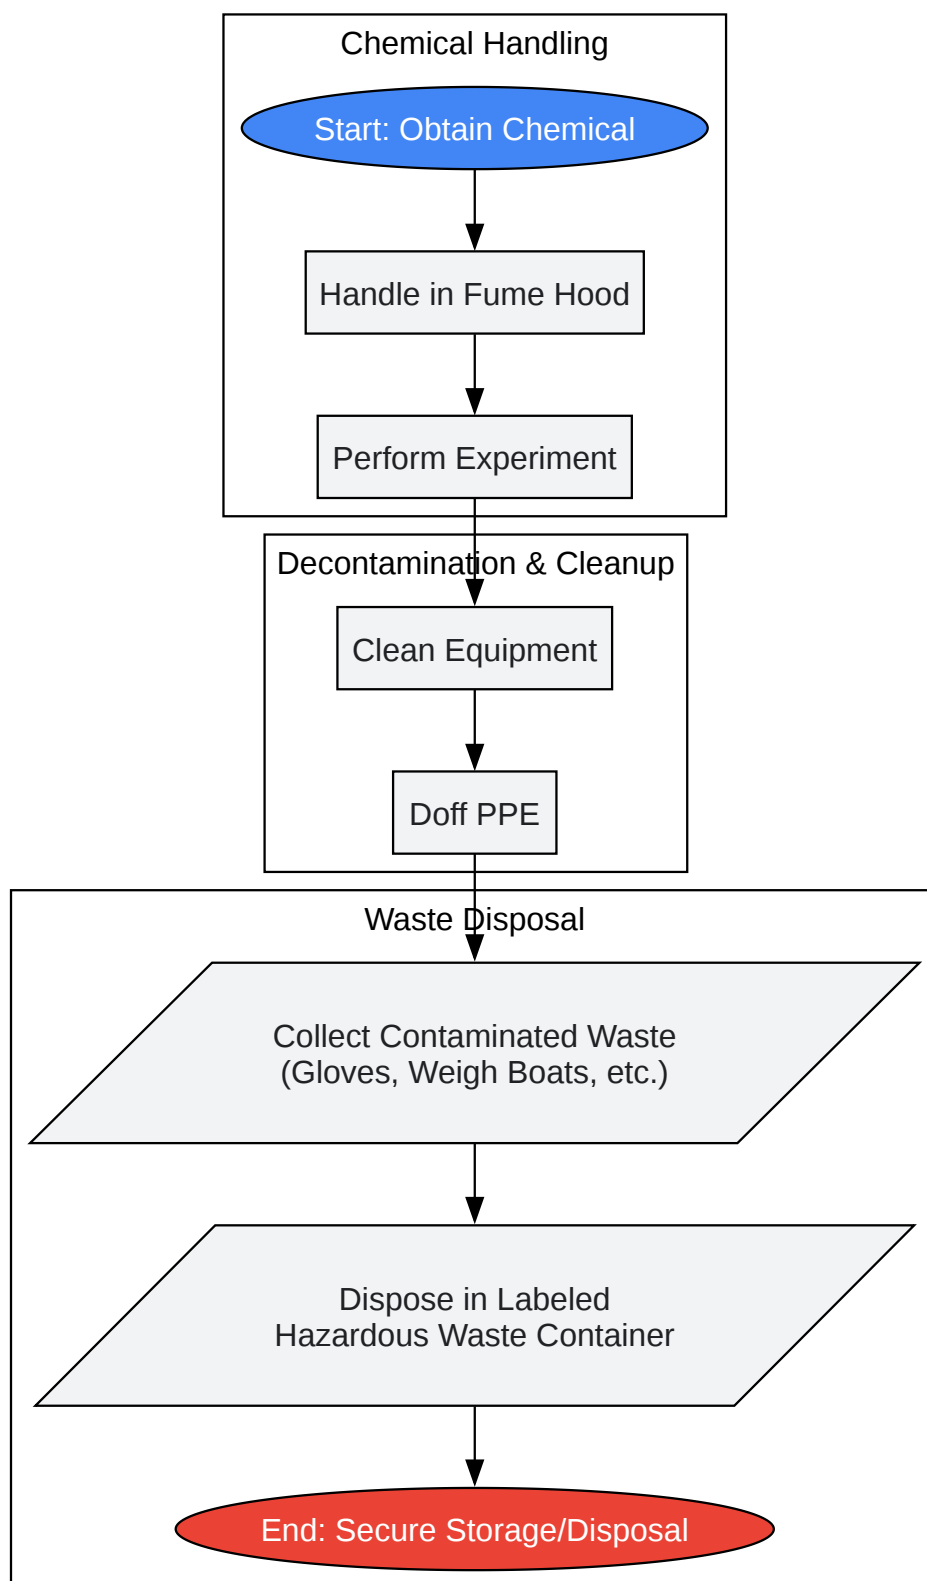 Chemical Handling
Start: Obtain Chemical
Handle in Fume Hood
Perform Experiment
Decontamination & Cleanup
Clean Equipment
Doff PPE
Waste Disposal
Collect Contaminated Waste
(Gloves, Weigh Boats, etc.)
Dispose in Labeled
Hazardous Waste Container
End: Secure Storage/Disposal